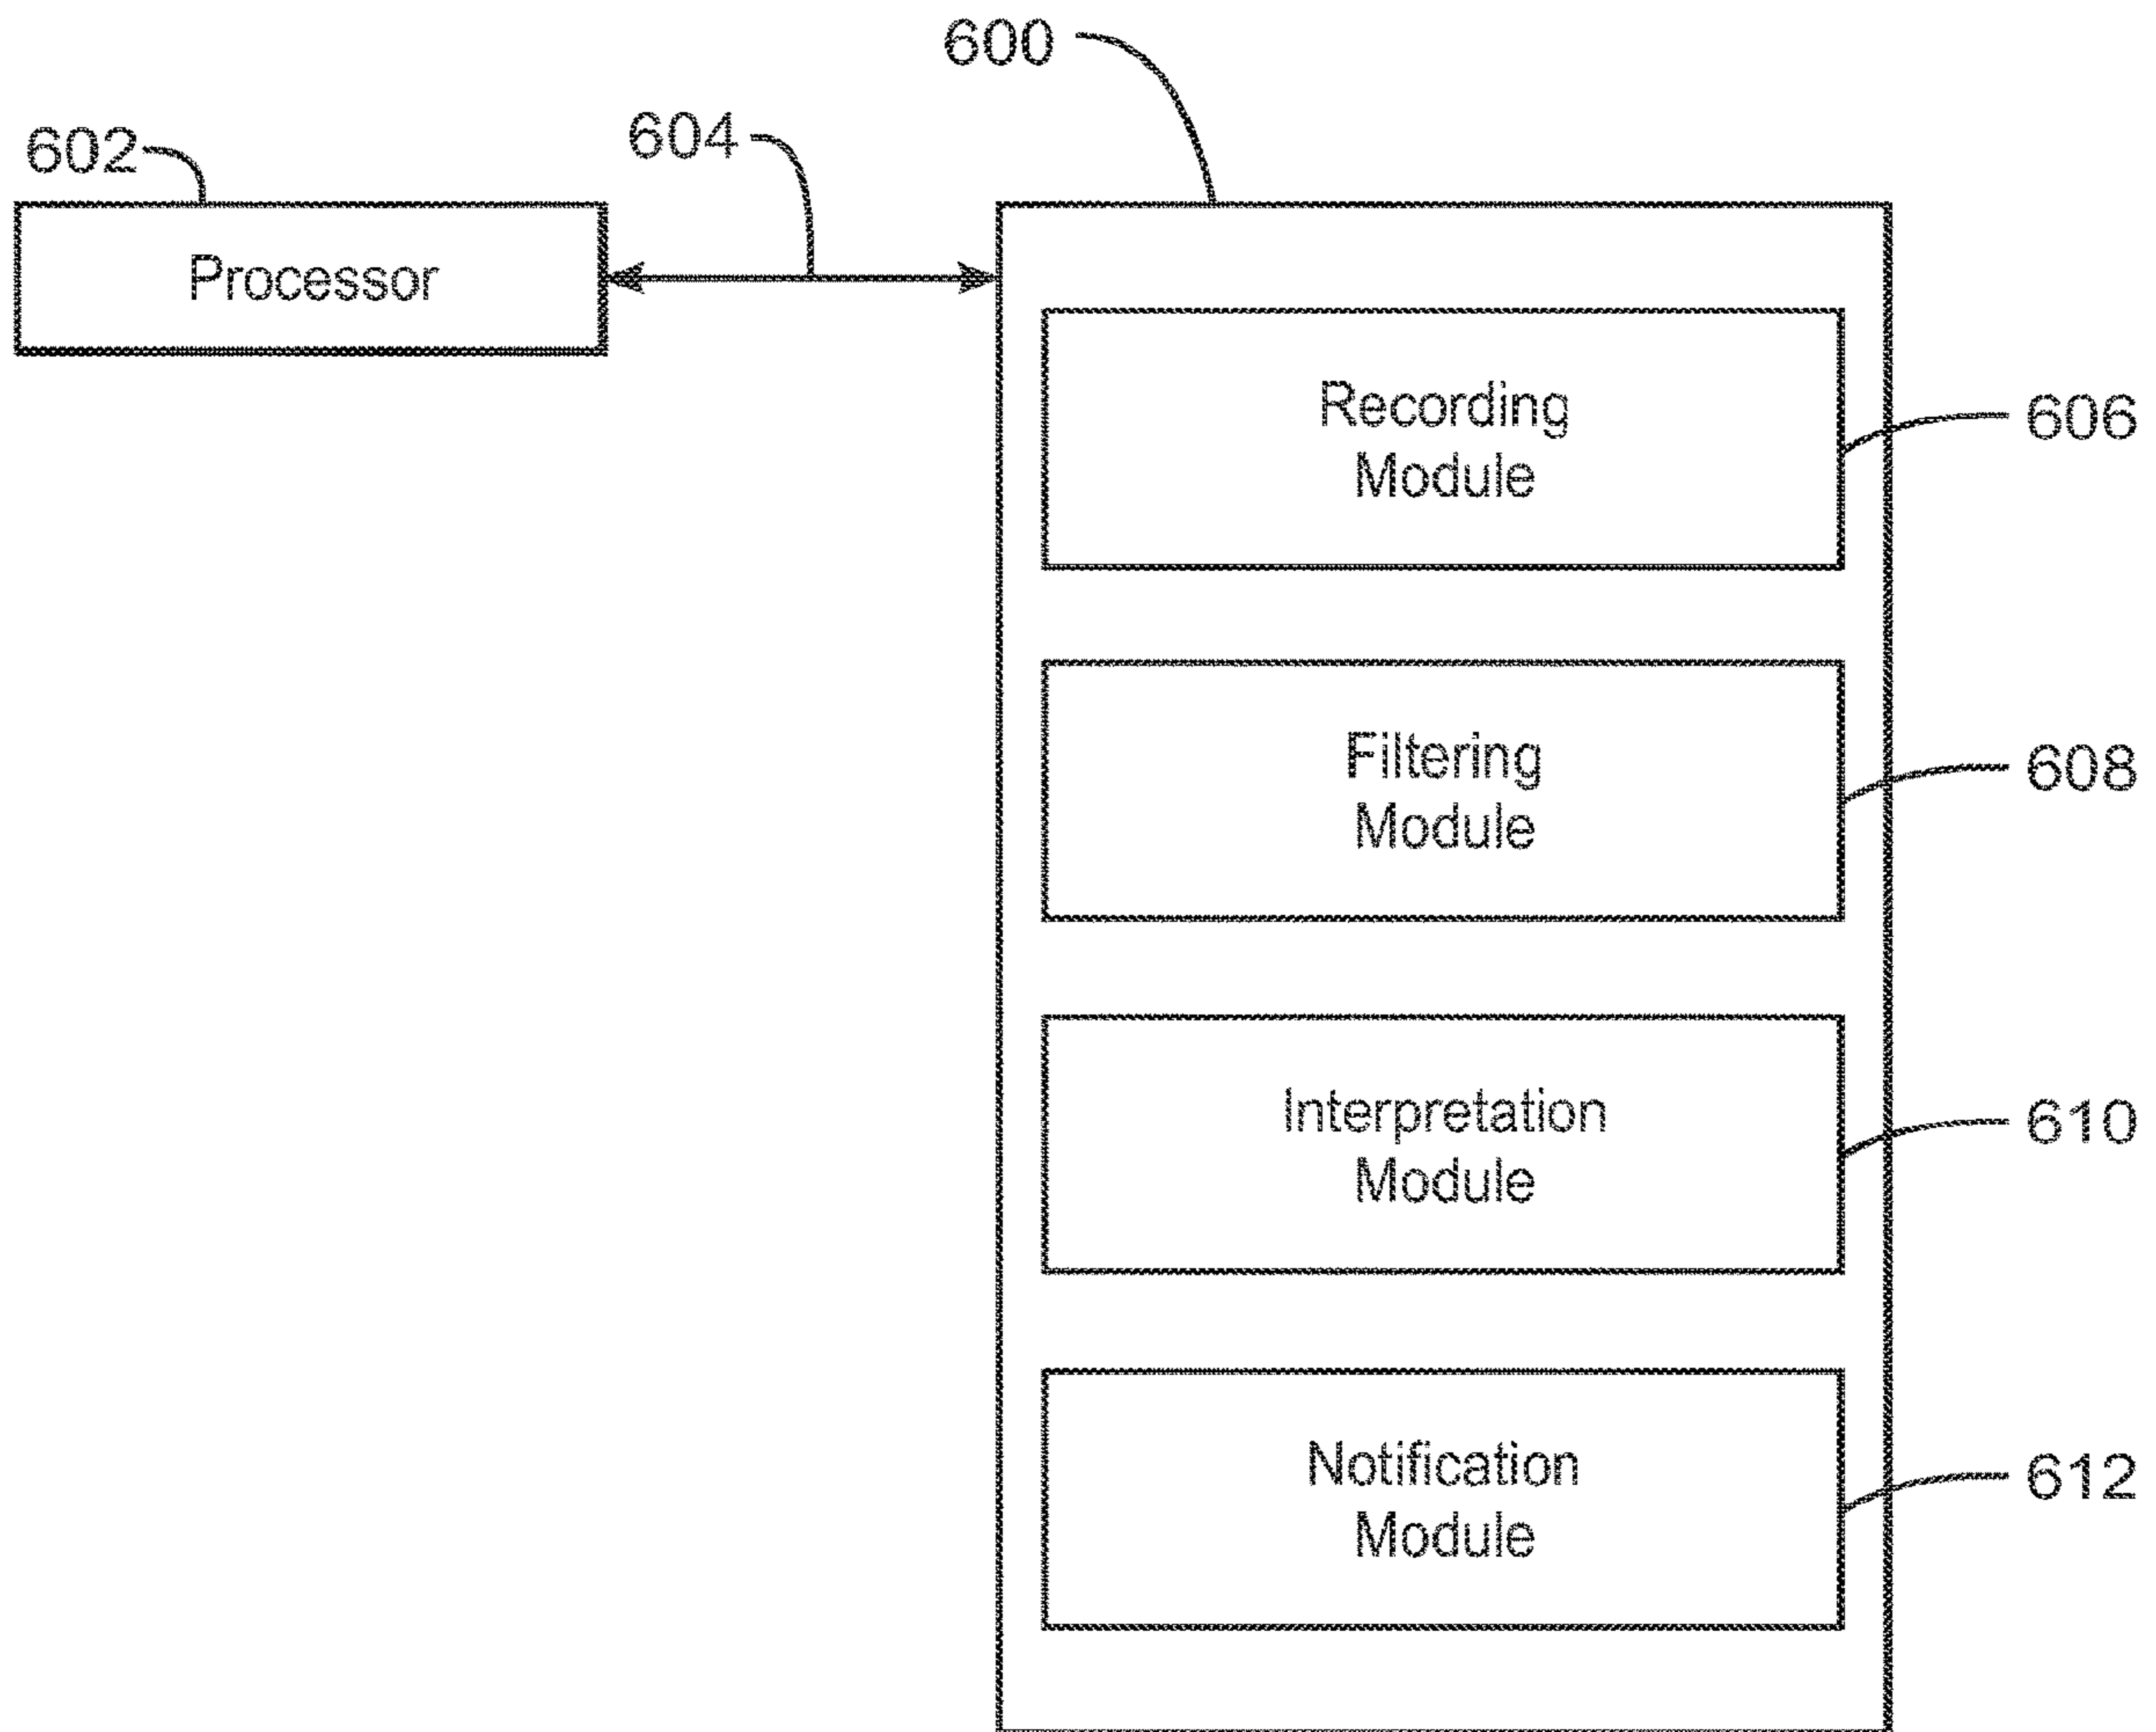 600
602
604
Processor
Recording
Module
606
Filtering
Module
608
Interpretation
Module
610
Notification
Module
612